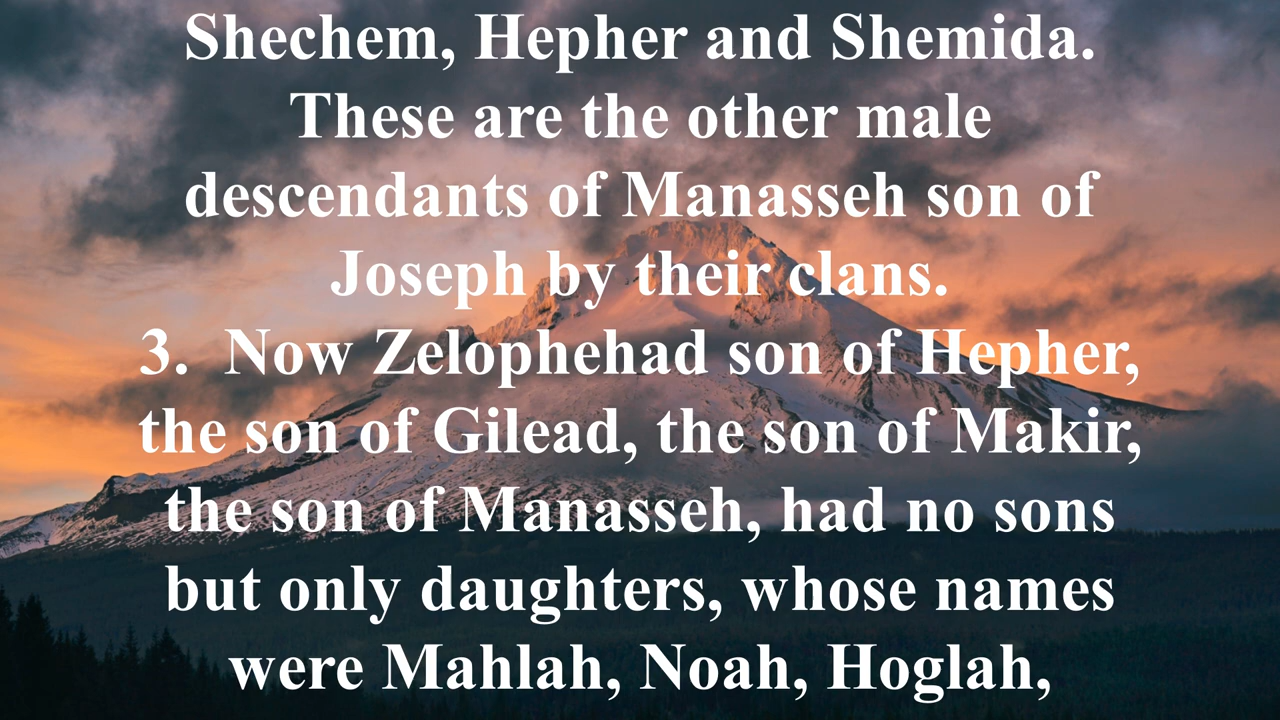 Shechem, Hepher and Shemida.
These are the other male
descendants of Manasseh son of
Joseph by their clans.
3.  Now Zelophehad son of Hepher,
the son of Gilead, the son of Makir,
the son of Manasseh, had no sons
but only daughters, whose names
were Mahlah, Noah, Hoglah,